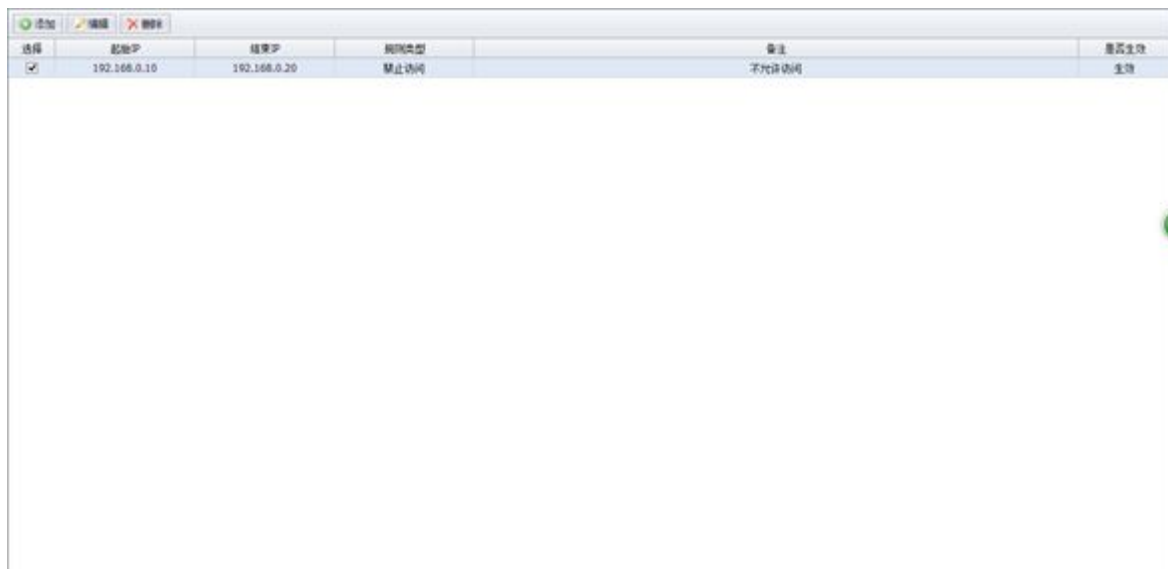 添加 编辑 删除
选择 起始IP 结束IP 规则类型 备注 是否生效
192.168.0.10 192.168.0.20 禁止访问 不允许访问 生效